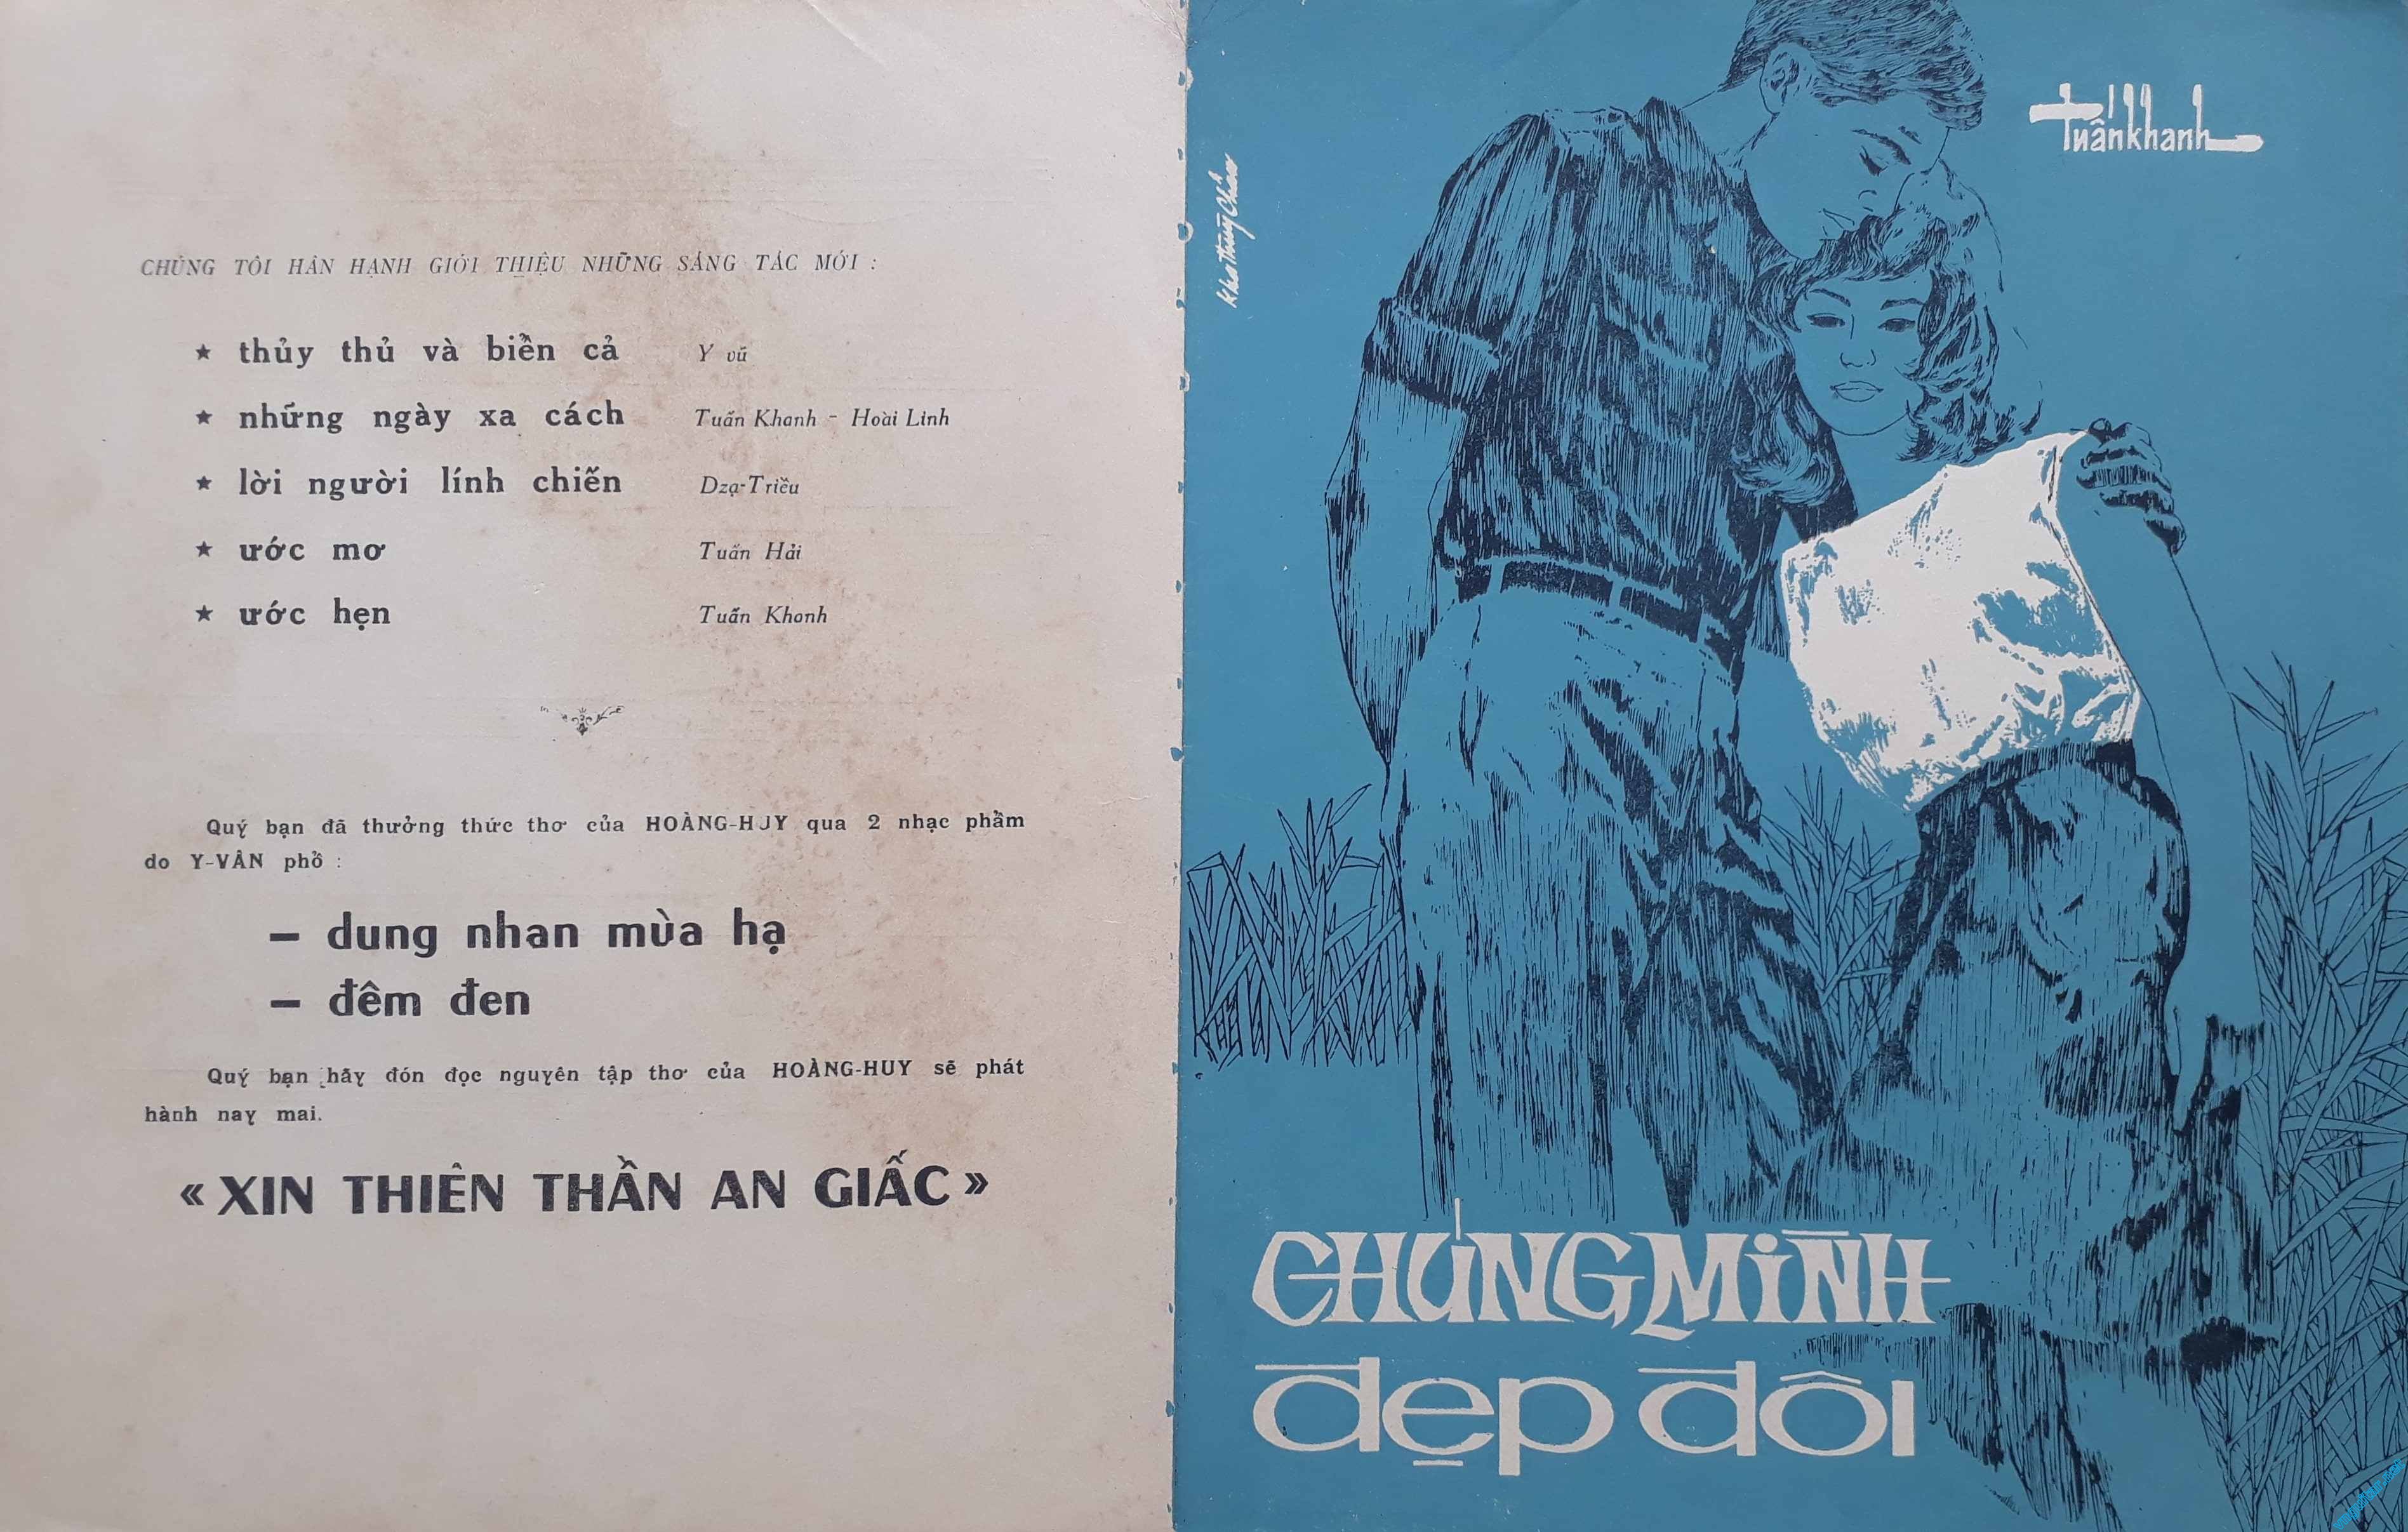 CHÚNG TÔI HÂN HẠNH GIỚI THIỆU NHỮNG SÁNG TÁC MỚI :
★ thủy thủ và biển cả Y vũ
★ những ngày xa cách Tuấn Khanh - Hoài Linh
★ lời người lính chiến Dzạ-Triều
★ ước mơ Tuấn Hải
★ ước hẹn Tuấn Khanh
Quý bạn đã thưởng thức thơ của HOÀNG-HUY qua 2 nhạc phẩm
do Y-VÂN phổ :
– dung nhan mùa hạ
– đêm đen
Quý bạn hãy đón đọc nguyên tập thơ của HOÀNG-HUY sẽ phát
hành nay mai.
« XIN THIÊN THẦN AN GIẤC »
Tuấn khanh
Kha Thùy Châu
CHÚNG MÌNH
đẹp đôi